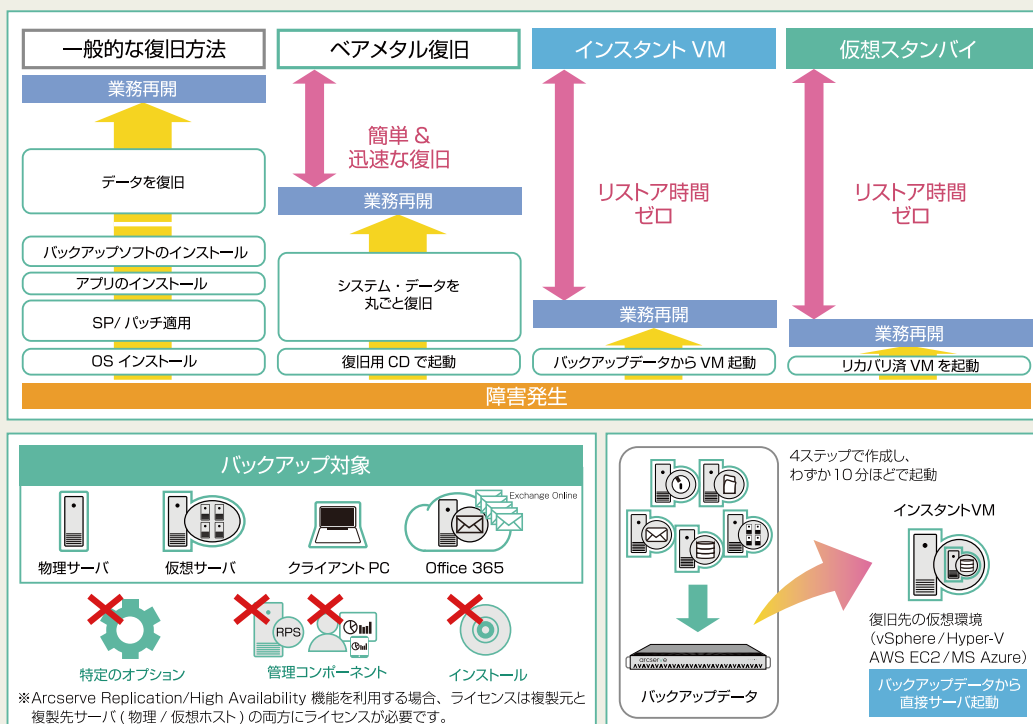 一般的な復旧方法
業務再開
データを復旧
バックアップソフトのインストール
アプリのインストール
SP/ パッチ適用
OS インストール
ベアメタル復旧
簡単 &
迅速な復旧
業務再開
システム・データを
丸ごと復旧
復旧用 CD で起動
インスタント VM
リストア時間
ゼロ
業務再開
バックアップデータから VM 起動
仮想スタンバイ
リストア時間
ゼロ
業務再開
リカバリ済 VM を起動
障害発生
バックアップ対象
Exchange Online
物理サーバ
仮想サーバ
クライアント PC
Office 365
RPS
特定のオプション
管理コンポーネント
インストール
※Arcserve Replication/High Availability 機能を利用する場合、ライセンスは複製元と
複製先サーバ ( 物理 / 仮想ホスト ) の両方にライセンスが必要です。
4ステップで作成し、
わずか10分ほどで起動
インスタントVM
arcserve
バックアップデータ
復旧先の仮想環境
(vSphere/Hyper-V
AWS EC2/MS Azure)
バックアップデータから
直接サーバ起動